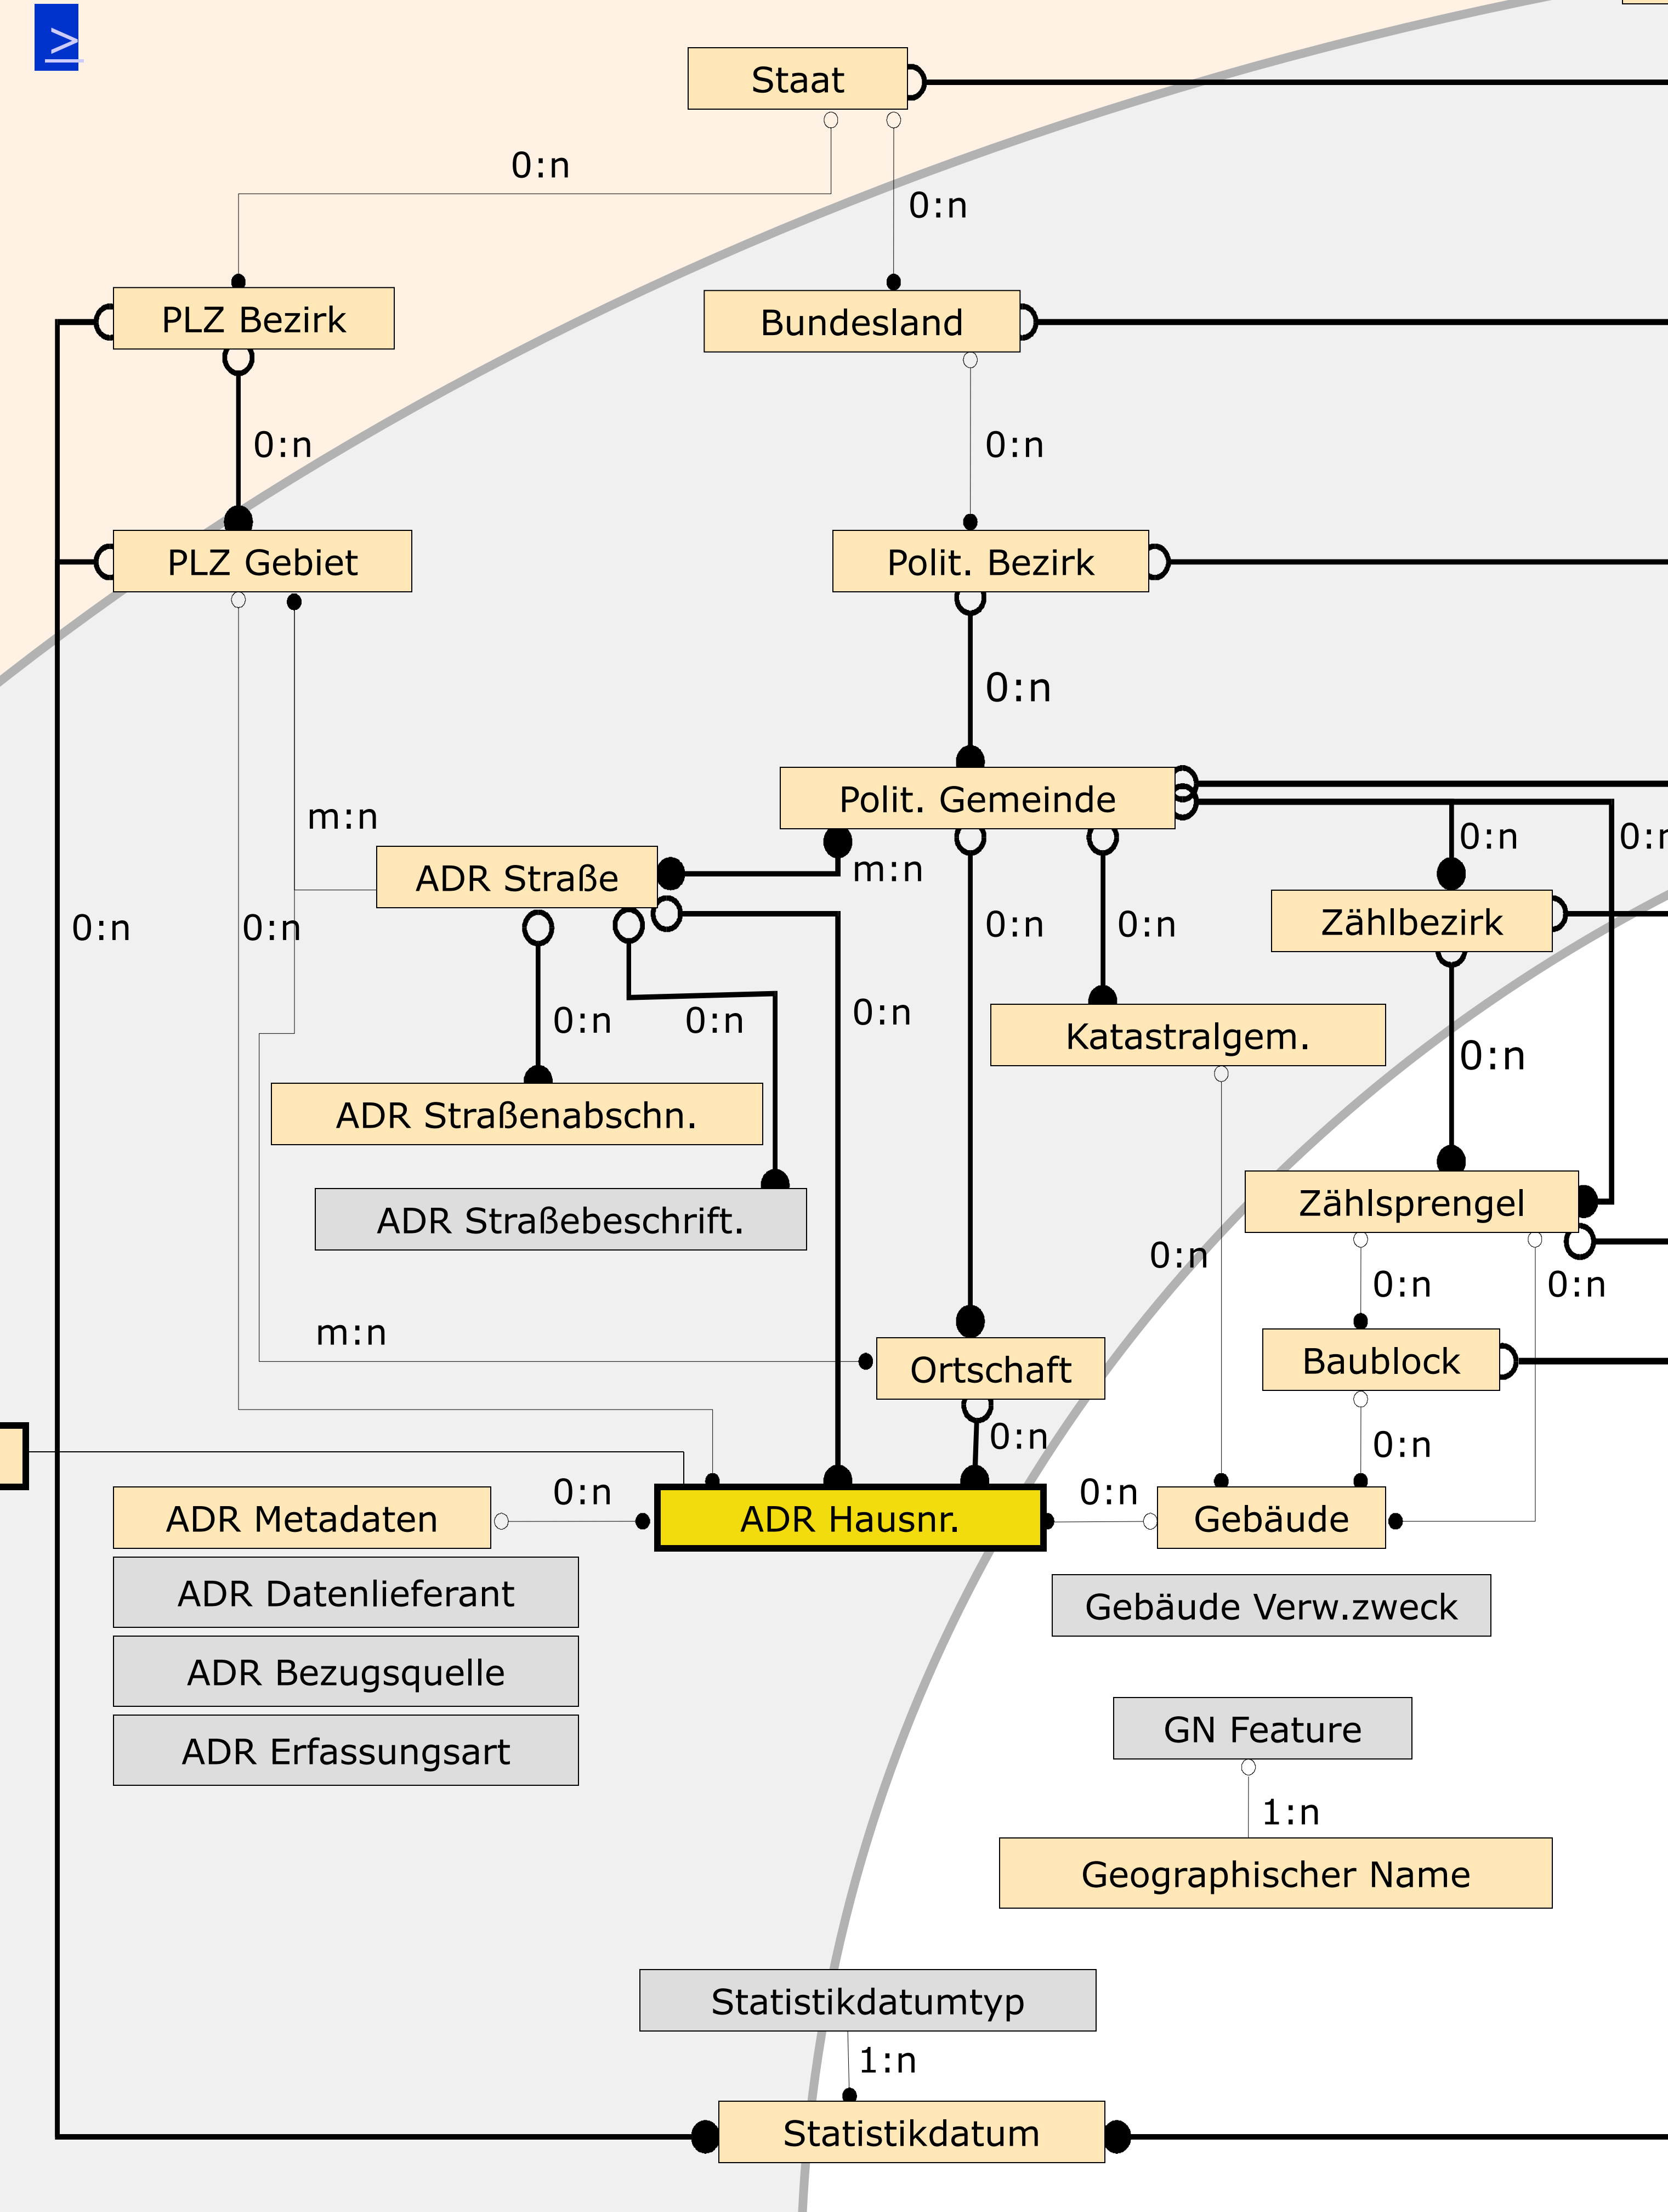 ≥
Staat
0:n
0:n
PLZ Bezirk
Bundesland
0:n
0:n
PLZ Gebiet
Polit. Bezirk
0:n
Polit. Gemeinde
m:n
0:n
ADR Straße
m:n
0:n
0:n
0:n
0:n
Zählbezirk
0:n
0:n
0:n
0:n
Katastralgem.
0:n
ADR Straßenabschn.
ADR Straßebeschrift.
Zählsprengel
0:n
0:n
0:n
m:n
Ortschaft
Baublock
0:n
0:n
ADR Metadaten
0:n
ADR Hausnr.
0:n
Gebäude
ADR Datenlieferant
Gebäude Verw.zweck
ADR Bezugsquelle
ADR Erfassungsart
GN Feature
1:n
Geographischer Name
Statistikdatumtyp
1:n
Statistikdatum